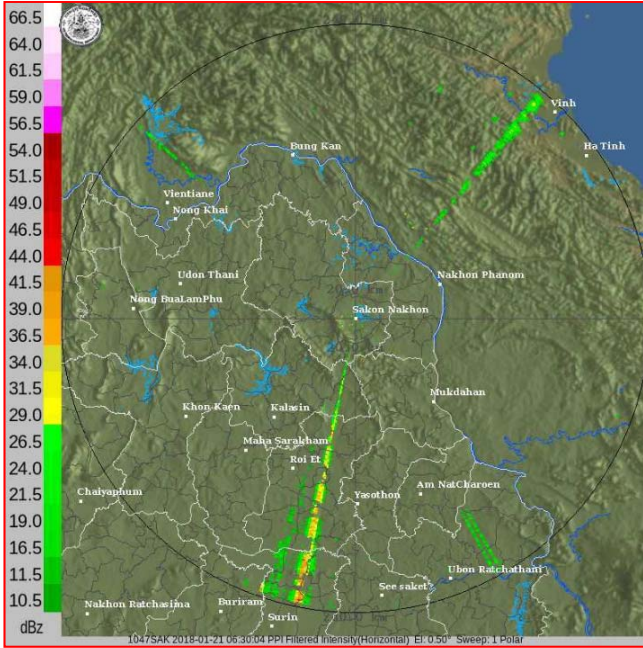 66.5
64.0
61.5
59.0
56.5
54.0
51.5
49.0
46.5
44.0
41.5
39.0
36.5
34.0
31.5
29.0
26.5
24.0
21.5
19.0
16.5
11.5
10.5
dBz
Vinh
Ha Tinh
Bung Kan
Vientiane
Nong Khai
Udon Thani
Nakhon Phanom
Nong BuaLamPhu
Sakon Nakhon
Mukdahan
Khon Kaen
Kalasin
Maha Sarakham
Roi Et
Chaiyaphum
Yasothon
Am NatCharoen
Ubon Ratchathani
See saket
Nakhon Ratchasima
Buriram
Surin
1047SAK 2018-01-21 06:30:04 PPI Filtered Intensity(Horizontal) El: 0.50° Sweep: 1 Polar